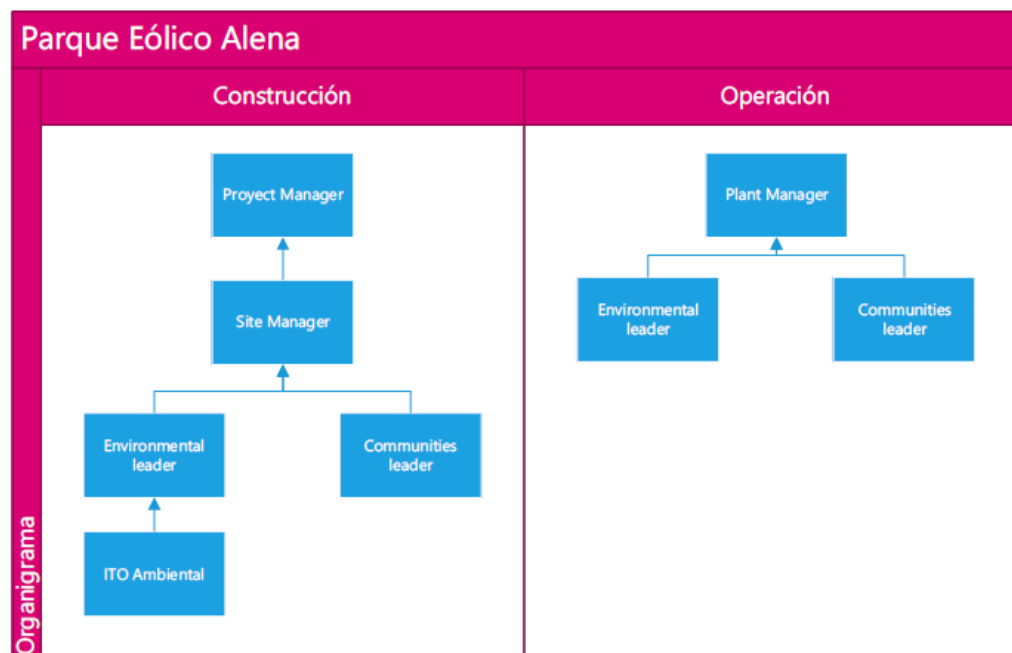 Parque Eólico Alena
Construcción
Operación
Organigrama
Proyect Manager
Site Manager
Environmental
leader
Communities
leader
ITO Ambiental
Plant Manager
Environmental
leader
Communities
leader